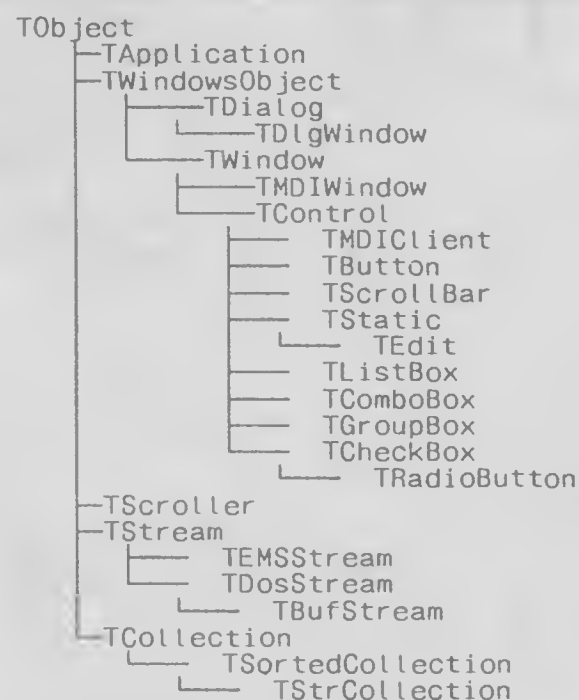 TObject
TApplication
TWindowsObject
TDialog
TDlgWindow
TWindow
TMDIWindow
TControl
TMDIClient
TButton
TScrollBar
TStatic
TEdit
TListBox
TComboBox
TGroupBox
TCheckBox
TRadioButton
TScroller
TStream
TEMSStream
TDosStream
TBufStream
TCollection
TSortedCollection
TStrCollection